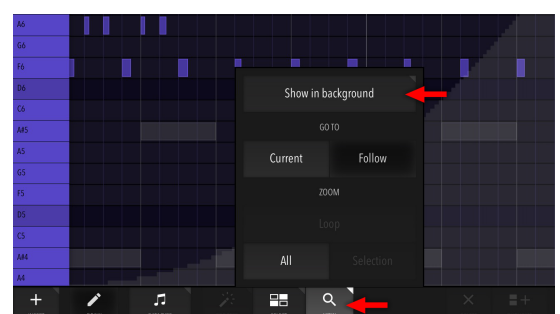 A6
G6
F6
D6
Show in background
C6
GO TO
A#5
Current Follow
A5
G5
ZOOM
F5
D5
Loop
C5
A#4
All Selection
A4